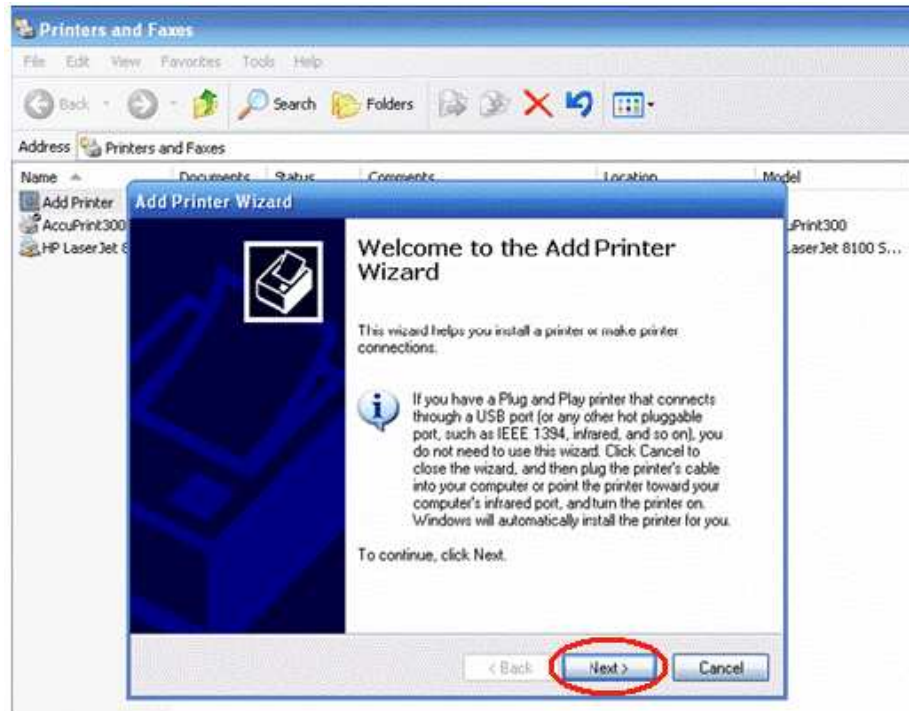 Printers and Faxes
File Edit View Favorites Tools Help
Back Search Folders
Address Printers and Faxes
Name Documents Status Comments Location Model
Add Printer
AccuPrint300 uPrint300
HP LaserJet 8 aserJet 8100 S...
Add Printer Wizard
Welcome to the Add Printer
Wizard
This wizard helps you install a printer or make printer
connections.
If you have a Plug and Play printer that connects
through a USB port (or any other hot pluggable
port, such as IEEE 1394, infrared, and so on), you
do not need to use this wizard. Click Cancel to
close the wizard, and then plug the printer's cable
into your computer or point the printer toward your
computer's infrared port, and turn the printer on.
Windows will automatically install the printer for you.
To continue, click Next.
< Back Next > Cancel